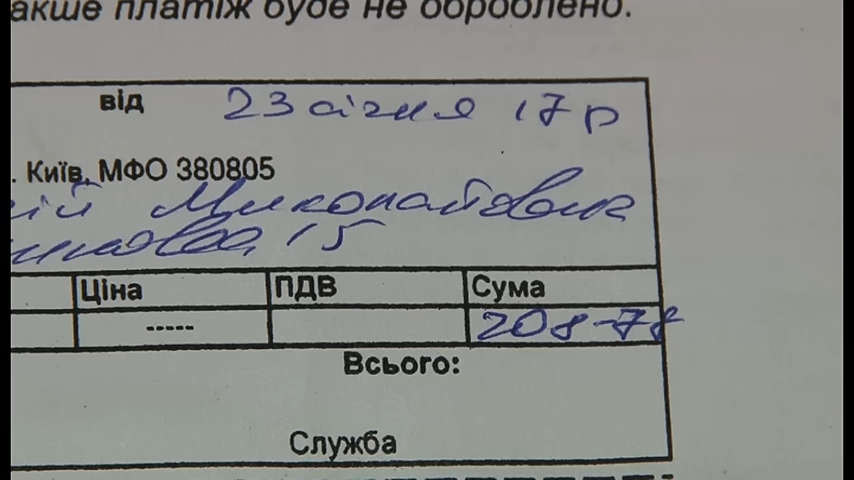 акше платіж буде не оброблено.
від 23 січня 17 р
. Київ, МФО 380805
ій Миколайович
15
Ціна ПДВ Сума
----- 208-78
Всього:
Служба